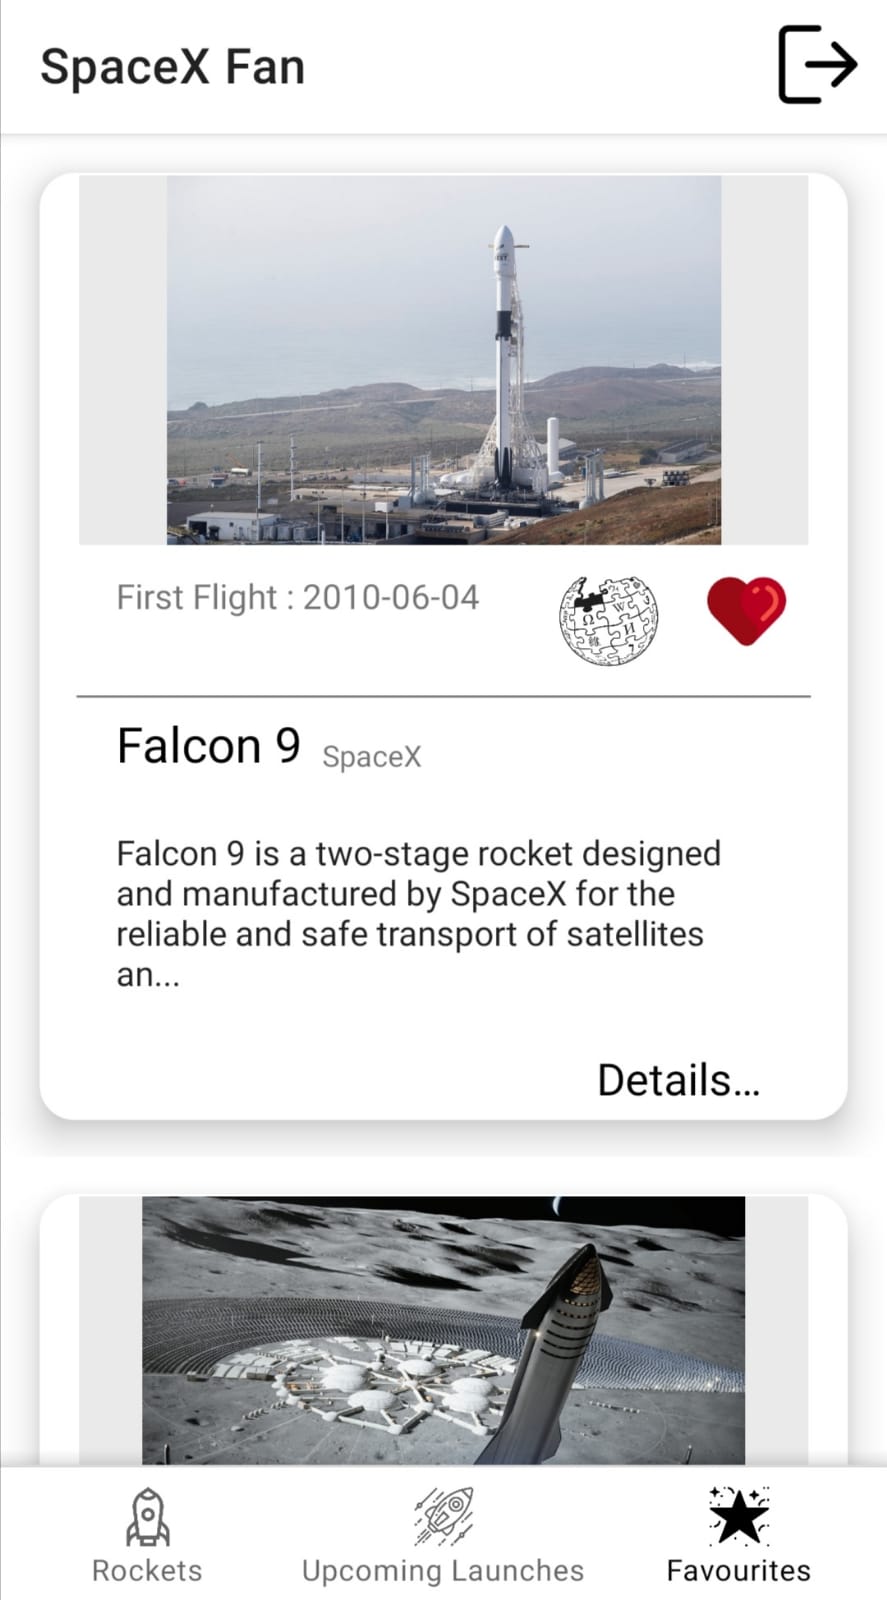 SpaceX Fan
First Flight : 2010-06-04
Falcon 9 SpaceX
Falcon 9 is a two-stage rocket designed
and manufactured by SpaceX for the
reliable and safe transport of satellites
an...
Details...
Rockets
Upcoming Launches
Favourites